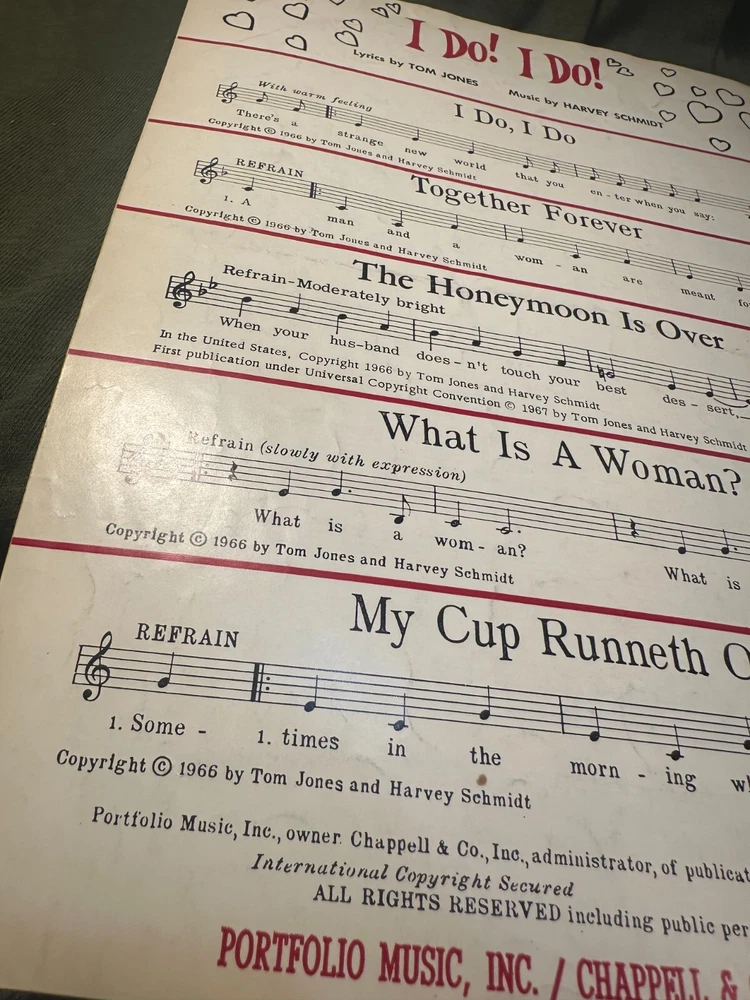 I Do! I Do!
Lyrics by TOM JONES Music by HARVEY SCHMIDT
I Do, I Do
With warm feeling
There's a strange new world that you en - ter when you say:
Copyright © 1966 by Tom Jones and Harvey Schmidt
Together Forever
REFRAIN
1. A man and a wom - an are meant
Copyright © 1966 by Tom Jones and Harvey Schmidt
The Honeymoon Is Over
Refrain-Moderately bright
When your hus-band does - n't touch your best des - sert,
In the United States, Copyright 1966 by Tom Jones and Harvey Schmidt
First publication under Universal Copyright Convention © 1967 by Tom Jones and Harvey Schmidt
What Is A Woman?
Refrain (slowly with expression)
What is a wom - an? What is
Copyright © 1966 by Tom Jones and Harvey Schmidt
My Cup Runneth
REFRAIN
1. Some - 1. times in the morn - ing
Copyright © 1966 by Tom Jones and Harvey Schmidt
Portfolio Music, Inc., owner. Chappell & Co., Inc., administrator, of
International Copyright Secured
ALL RIGHTS RESERVED including public
PORTFOLIO MUSIC, INC. / CHAPPELL &